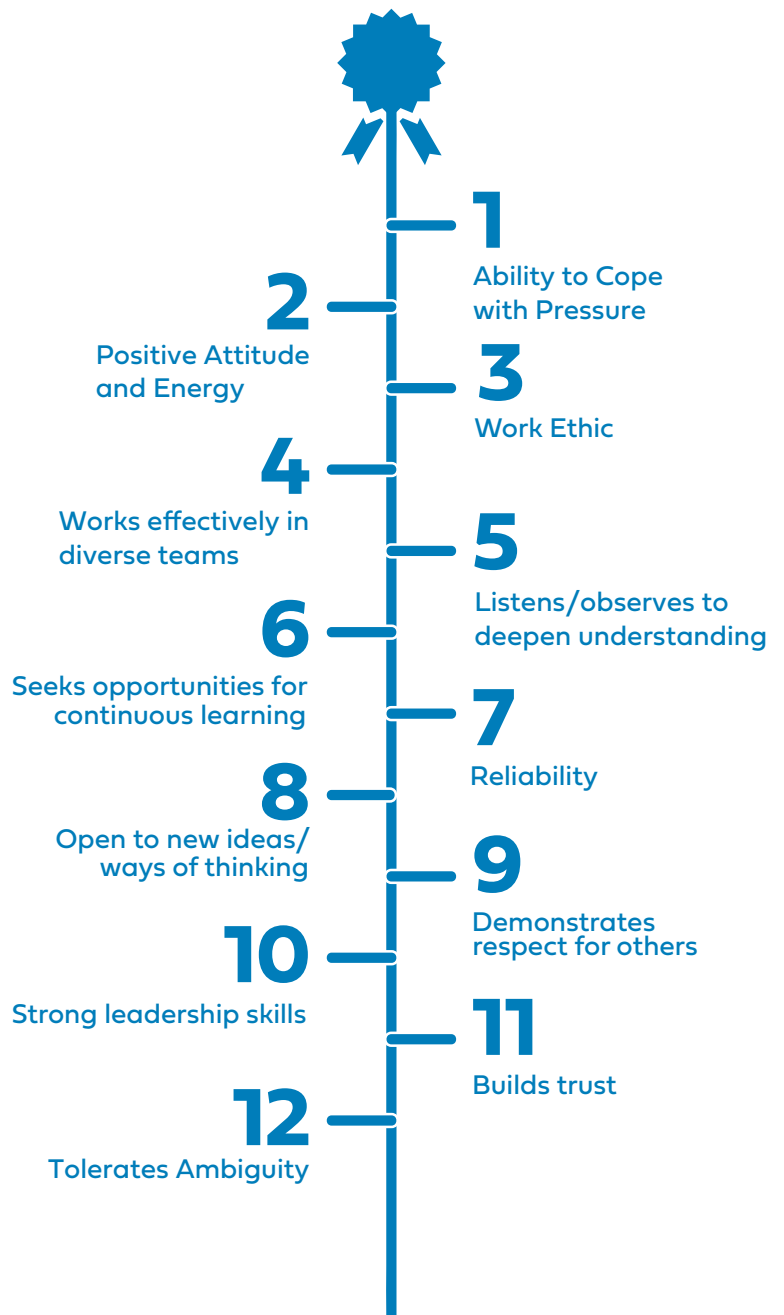 1
Ability to Cope
with Pressure
2
Positive Attitude
and Energy
3
Work Ethic
4
Works effectively in
diverse teams
5
Listens/observes to
deepen understanding
6
Seeks opportunities for
continuous learning
7
Reliability
8
Open to new ideas/
ways of thinking
9
Demonstrates
respect for others
10
Strong leadership skills
11
Builds trust
12
Tolerates Ambiguity